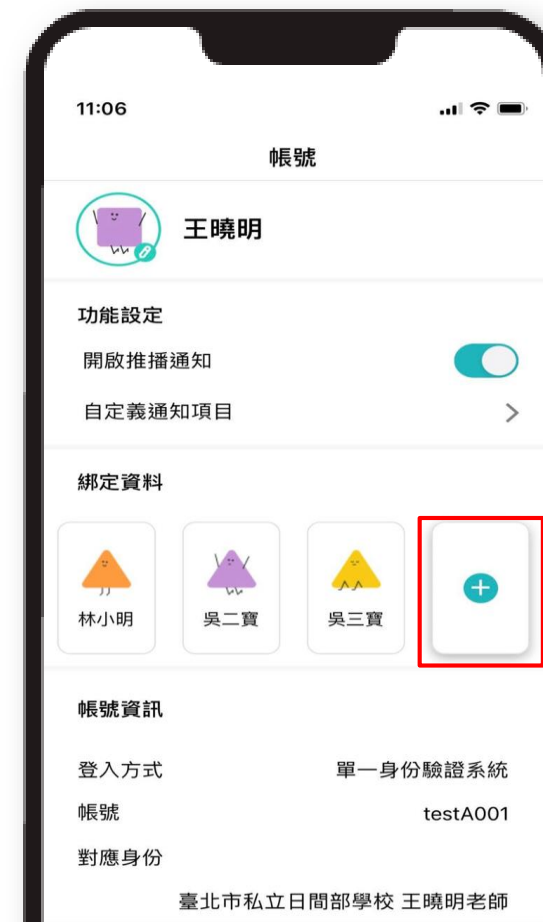 11:06
帳號
王曉明
功能設定
開啟推播通知
自定義通知項目
綁定資料
林小明
吳二寶
吳三寶
帳號資訊
登入方式 單一身份驗證系統
帳號 testA001
對應身份
臺北市私立日間部學校 王曉明老師